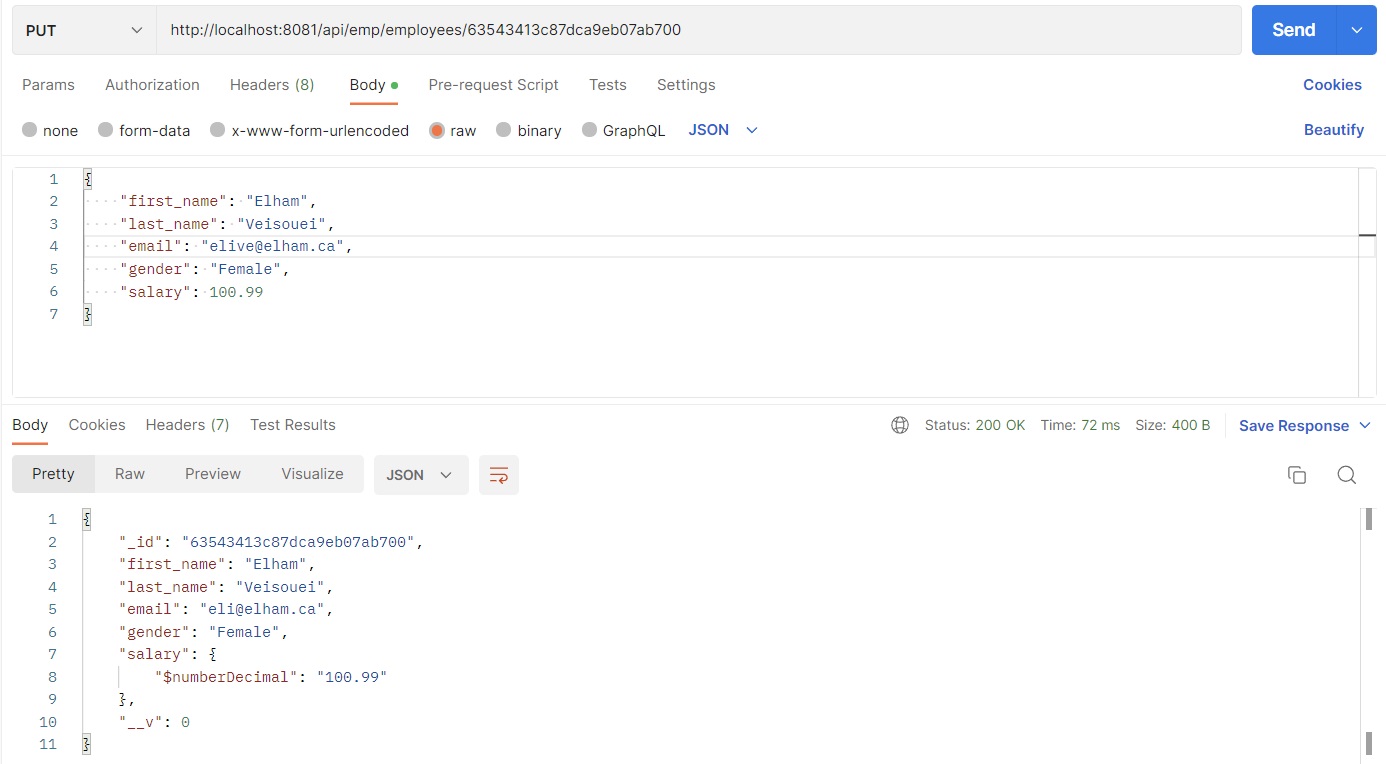 PUT http://localhost:8081/api/emp/employees/63543413c87dca9eb07ab700 Send
Params Authorization Headers (8) Body Pre-request Script Tests Settings Cookies
none form-data x-www-form-urlencoded raw binary GraphQL JSON Beautify
1 {
2 "first_name": "Elham",
3 "last_name": "Veisouei",
4 "email": "elive@elham.ca",
5 "gender": "Female",
6 "salary": 100.99
7 }
Body Cookies Headers (7) Test Results Status: 200 OK Time: 72 ms Size: 400 B Save Response
Pretty Raw Preview Visualize JSON
1 {
2 "_id": "63543413c87dca9eb07ab700",
3 "first_name": "Elham",
4 "last_name": "Veisouei",
5 "email": "eli@elham.ca",
6 "gender": "Female",
7 "salary": {
8 "$numberDecimal": "100.99"
9 },
10 "__v": 0
11 }